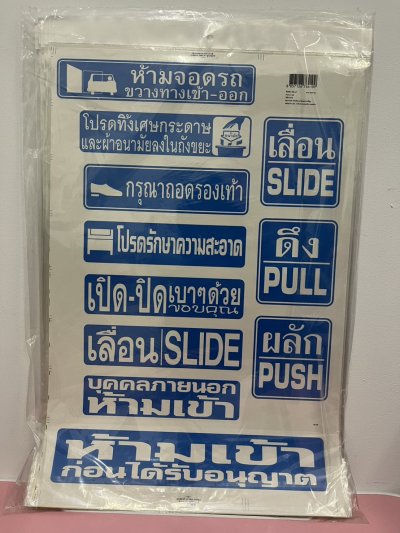 ห้ามจอดรถ
ขวางทางเข้า-ออก
โปรดทิ้งเศษกระดาษ
และผ้าอนามัยลงในถังขยะ
กรุณาถอดรองเท้า
โปรดรักษาความสะอาด
เปิด-ปิดเบาๆด้วย
ขอบคุณ
เลื่อน SLIDE
บุคคลภายนอก
ห้ามเข้า
ห้ามเข้า
ก่อนได้รับอนุญาต
เลื่อน
SLIDE
ดึง
PULL
ผลัก
PUSH